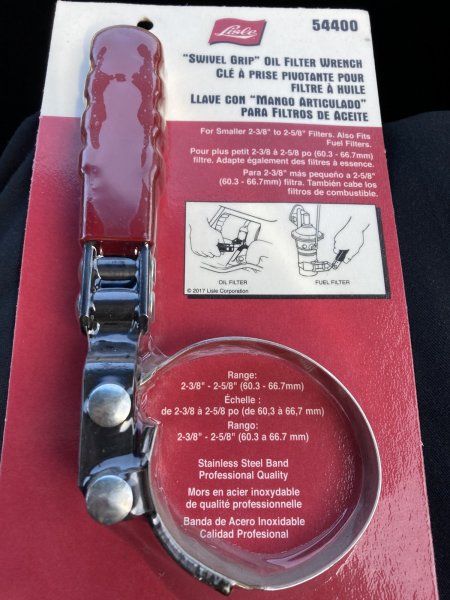 Lisle
54400
"Swivel Grip" Oil Filter Wrench
Clé à prise pivotante pour
filtre à huile
Llave con "Mango Articulado"
para Filtros de Aceite
For Smaller 2-3/8" to 2-5/8" Filters. Also Fits
Fuel Filters.
Pour plus petit 2-3/8 à 2-5/8 po (60.3 - 66.7mm)
filtre. Adapte également des filtres à essence.
Para 2-3/8" más pequeño a 2-5/8"
(60.3 - 66.7mm) filtra. También cabe los
filtros de combustible.
OIL FILTER
FUEL FILTER
© 2017 Lisle Corporation
Range:
2-3/8" - 2-5/8" (60.3 - 66.7mm)
Échelle :
de 2-3/8 à 2-5/8 po (de 60,3 à 66,7 mm)
Rango:
2-3/8" - 2-5/8" (60.3 a 66.7 mm)
Stainless Steel Band
Professional Quality
Mors en acier inoxydable
de qualité professionnelle
Banda de Acero Inoxidable
Calidad Profesional